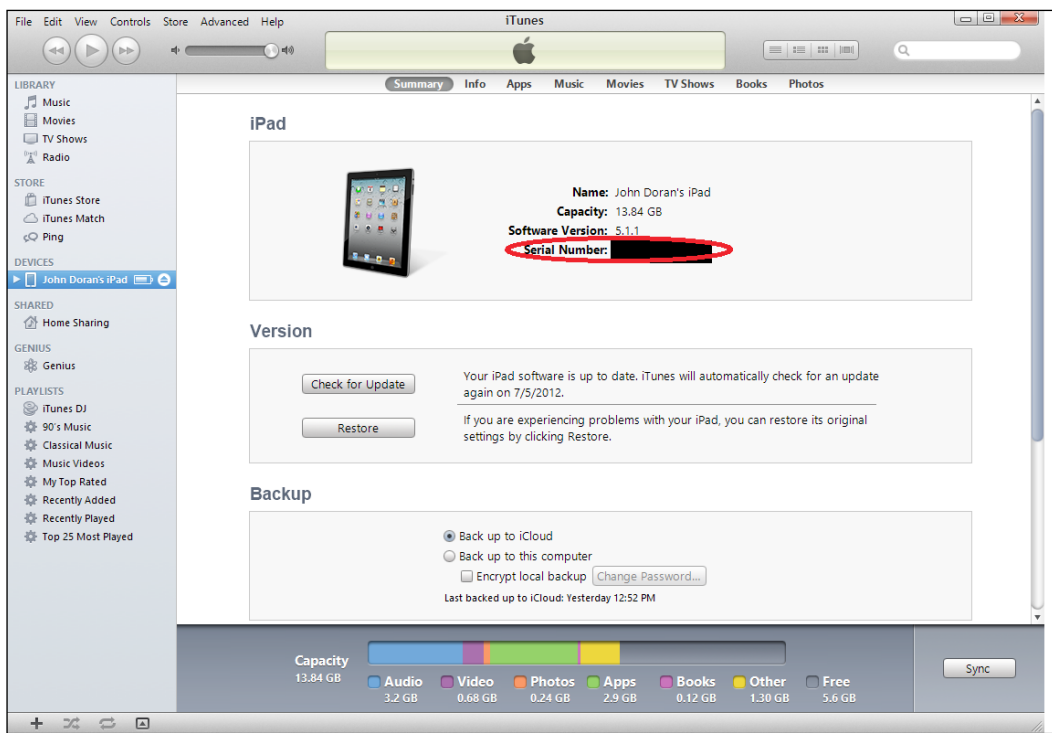 File Edit View Controls Store Advanced Help
iTunes
LIBRARY
Music
Movies
TV Shows
Radio
STORE
iTunes Store
iTunes Match
Ping
DEVICES
John Doran's iPad
SHARED
Home Sharing
GENIUS
Genius
PLAYLISTS
iTunes DJ
90's Music
Classical Music
Music Videos
My Top Rated
Recently Added
Recently Played
Top 25 Most Played
Summary Info Apps Music Movies TV Shows Books Photos
iPad
Name: John Doran's iPad
Capacity: 13.84 GB
Software Version: 5.1.1
Serial Number:
Version
Check for Update
Your iPad software is up to date. iTunes will automatically check for an update
again on 7/5/2012.
Restore
If you are experiencing problems with your iPad, you can restore its original
settings by clicking Restore.
Backup
Back up to iCloud
Back up to this computer
Encrypt local backup Change Password...
Last backed up to iCloud: Yesterday 12:52 PM
Capacity
13.84 GB
Audio Video Photos Apps Books Other Free
3.2 GB 0.68 GB 0.24 GB 2.9 GB 0.12 GB 1.30 GB 5.6 GB
Sync